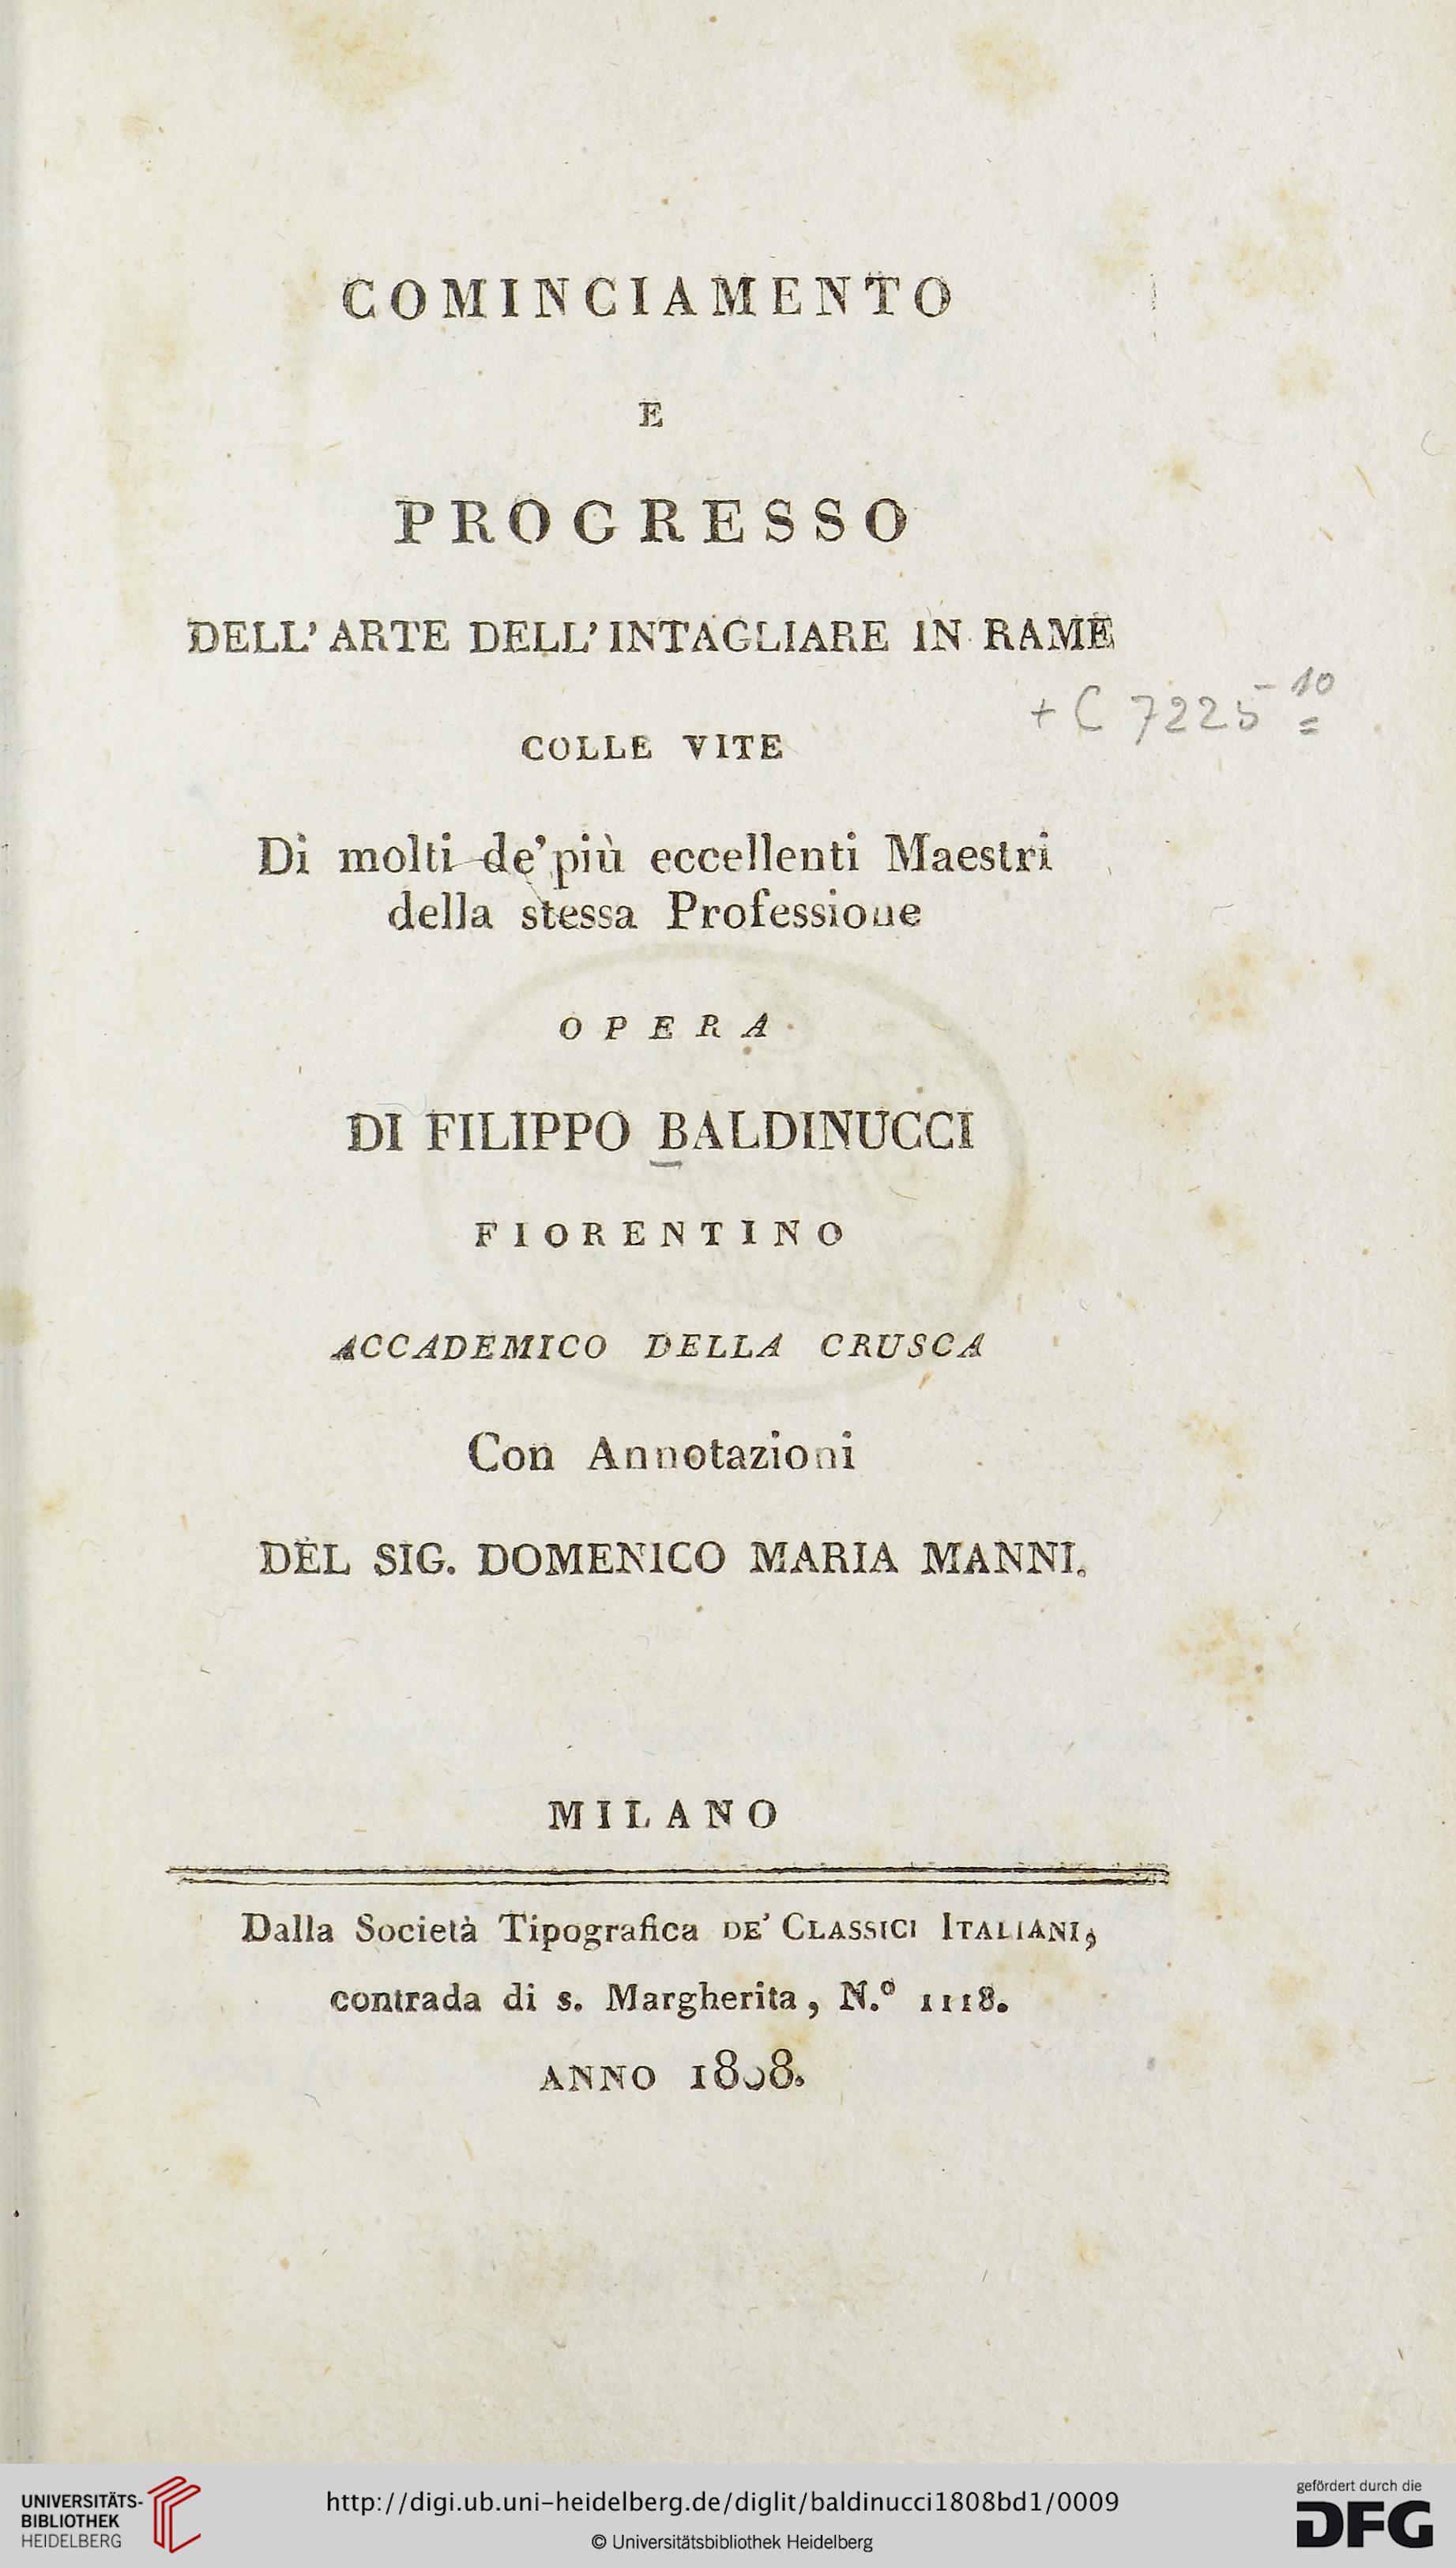 COMINCIAMENTO
E
PROGRESSO
DELL' ARTE DELL' INTAGLIARE IN RAME
+ C 7225 - 10
COLLE VITE
Di molti de' più eccellenti Maestri
della stessa Professione
OPERA
DI FILIPPO BALDINUCCI
FIORENTINO
ACCADEMICO DELLA CRUSCA
Con Annotazioni
DEL SIG. DOMENICO MARIA MANNI.
MILANO
Dalla Società Tipografica DE' CLASSICI ITALIANI,
contrada di s. Margherita, N.º 1118.
ANNO 1808.
UNIVERSITÄTS-
BIBLIOTHEK
HEIDELBERG
http://digi.ub.uni-heidelberg.de/diglit/baldinucci1808bd1/0009
© Universitätsbibliothek Heidelberg
gefördert durch die
DFG